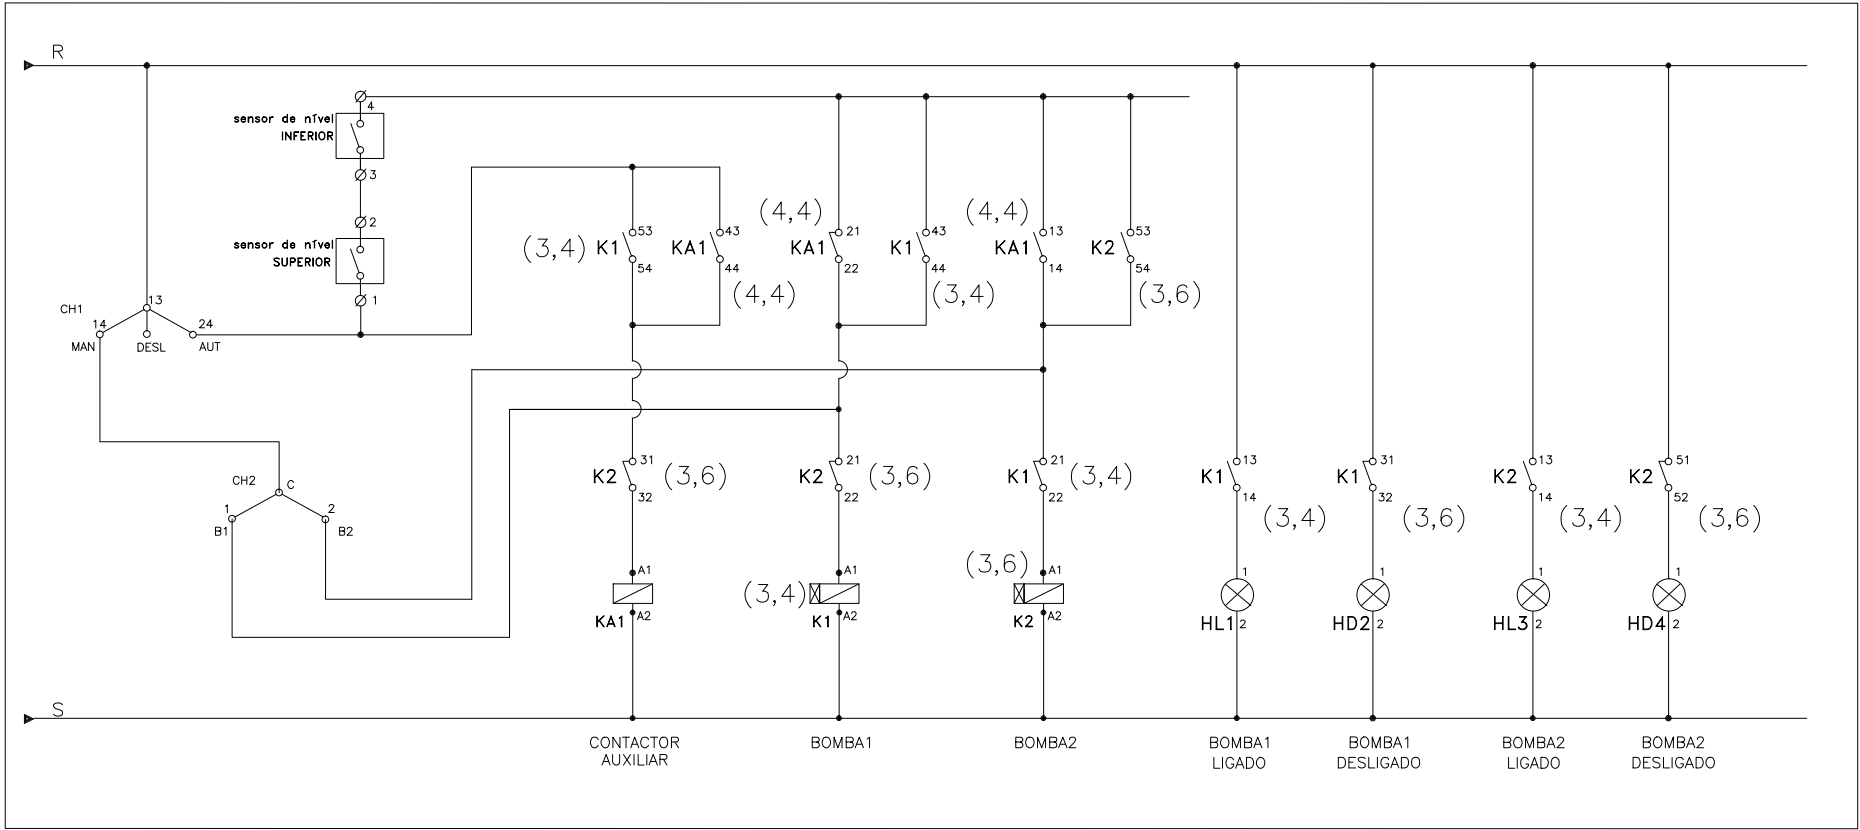 R
4
sensor de nível
INFERIOR
3
2
sensor de nível
SUPERIOR
1
CH1
13
14
24
MAN
DESL
AUT
(3,4)
K1
53
54
KA1
43
44
(4,4)
(4,4)
KA1
21
22
K1
43
44
(3,4)
(4,4)
KA1
13
14
K2
53
54
(3,6)
CH2
C
1
2
B1
B2
K2
31
32
(3,6)
K2
21
22
(3,6)
K1
21
22
(3,4)
K1
13
14
(3,4)
K1
31
32
(3,6)
K2
13
14
(3,4)
K2
51
52
(3,6)
A1
KA1
A2
(3,4)
A1
K1
A2
(3,6)
A1
K2
A2
1
HL1
2
1
HD2
2
1
HL3
2
1
HD4
2
S
CONTACTOR
AUXILIAR
BOMBA1
BOMBA2
BOMBA1
LIGADO
BOMBA1
DESLIGADO
BOMBA2
LIGADO
BOMBA2
DESLIGADO